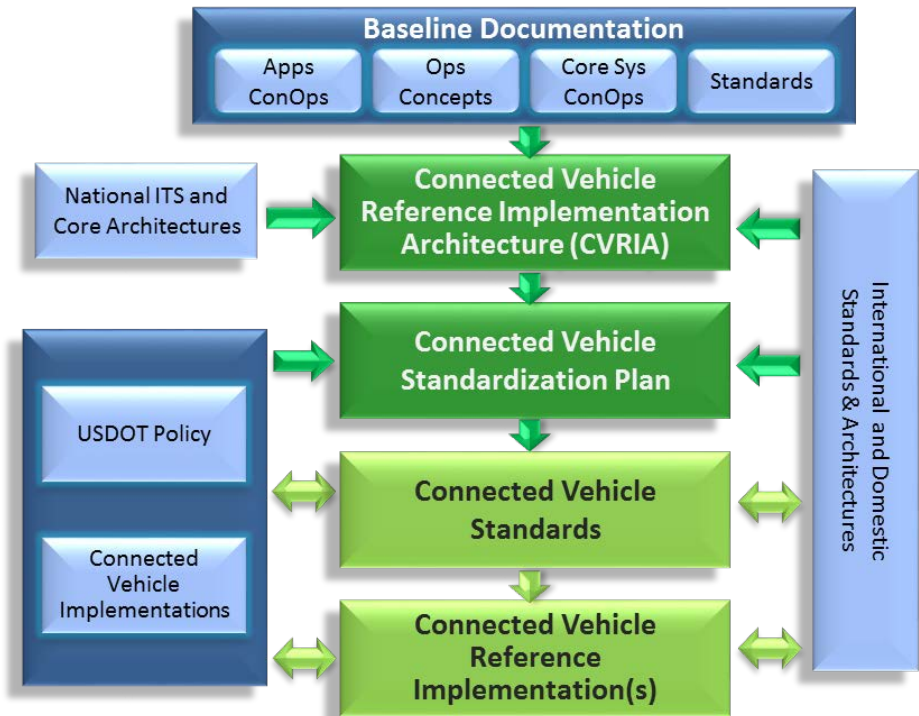 Baseline Documentation
Apps
ConOps
Ops
Concepts
Core Sys
ConOps
Standards
National ITS and
Core Architectures
Connected Vehicle
Reference Implementation
Architecture (CVRIA)
International and Domestic
Standards & Architectures
Connected Vehicle
Standardization Plan
USDOT Policy
Connected Vehicle
Standards
Connected
Vehicle
Implementations
Connected Vehicle
Reference
Implementation(s)